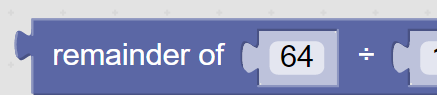 remainder of 64 ÷